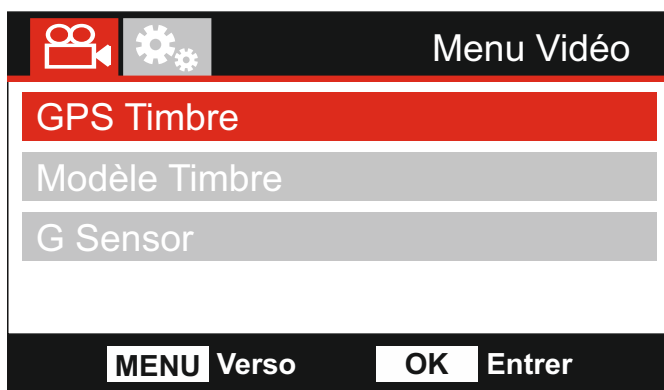 Menu Vidéo
GPS Timbre
Modèle Timbre
G Sensor
MENU Verso OK Entrer